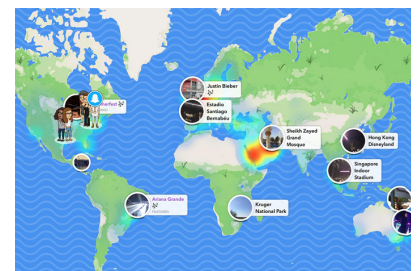 Justin Bieber
Estadio
Santiago
Bernabéu
Sheikh Zayed
Grand
Mosque
Hong Kong
Disneyland
Singapore
Indoor
Stadium
Ariana Grande
Kruger
National Park